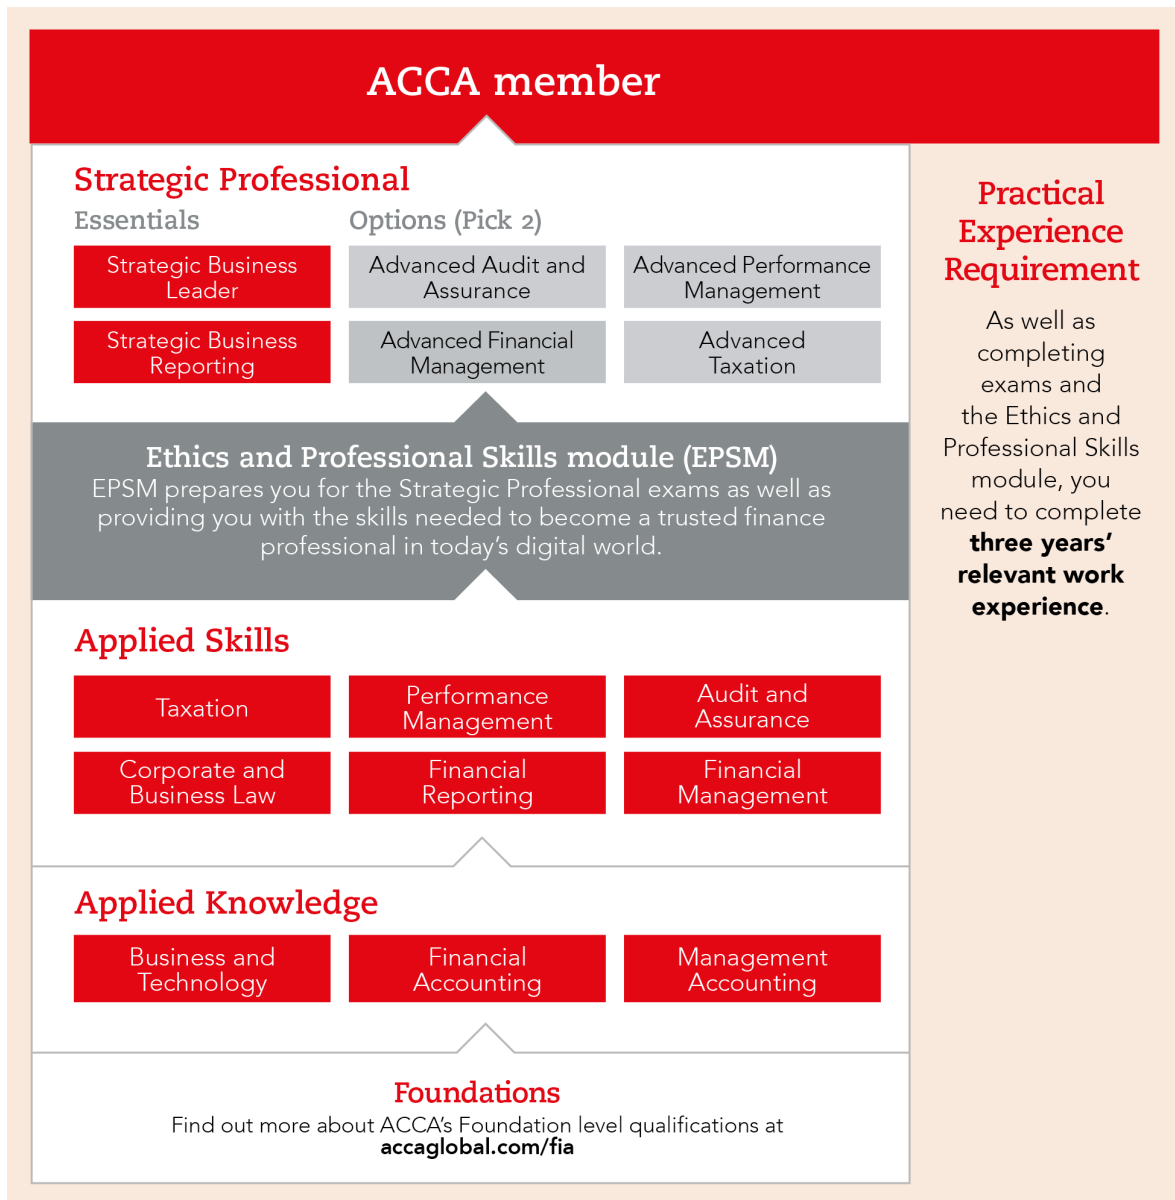 ACCA member
Strategic Professional
Essentials
Options (Pick 2)
Strategic Business
Leader
Advanced Audit and
Assurance
Advanced Performance
Management
Strategic Business
Reporting
Advanced Financial
Management
Advanced
Taxation
Ethics and Professional Skills module (EPSM)
EPSM prepares you for the Strategic Professional exams as well as
providing you with the skills needed to become a trusted finance
professional in today’s digital world.
Applied Skills
Taxation
Performance
Management
Audit and
Assurance
Corporate and
Business Law
Financial
Reporting
Financial
Management
Applied Knowledge
Business and
Technology
Financial
Accounting
Management
Accounting
Foundations
Find out more about ACCA’s Foundation level qualifications at
accaglobal.com/fia
Practical
Experience
Requirement
As well as
completing
exams and
the Ethics and
Professional Skills
module, you
need to complete
three years’
relevant work
experience.